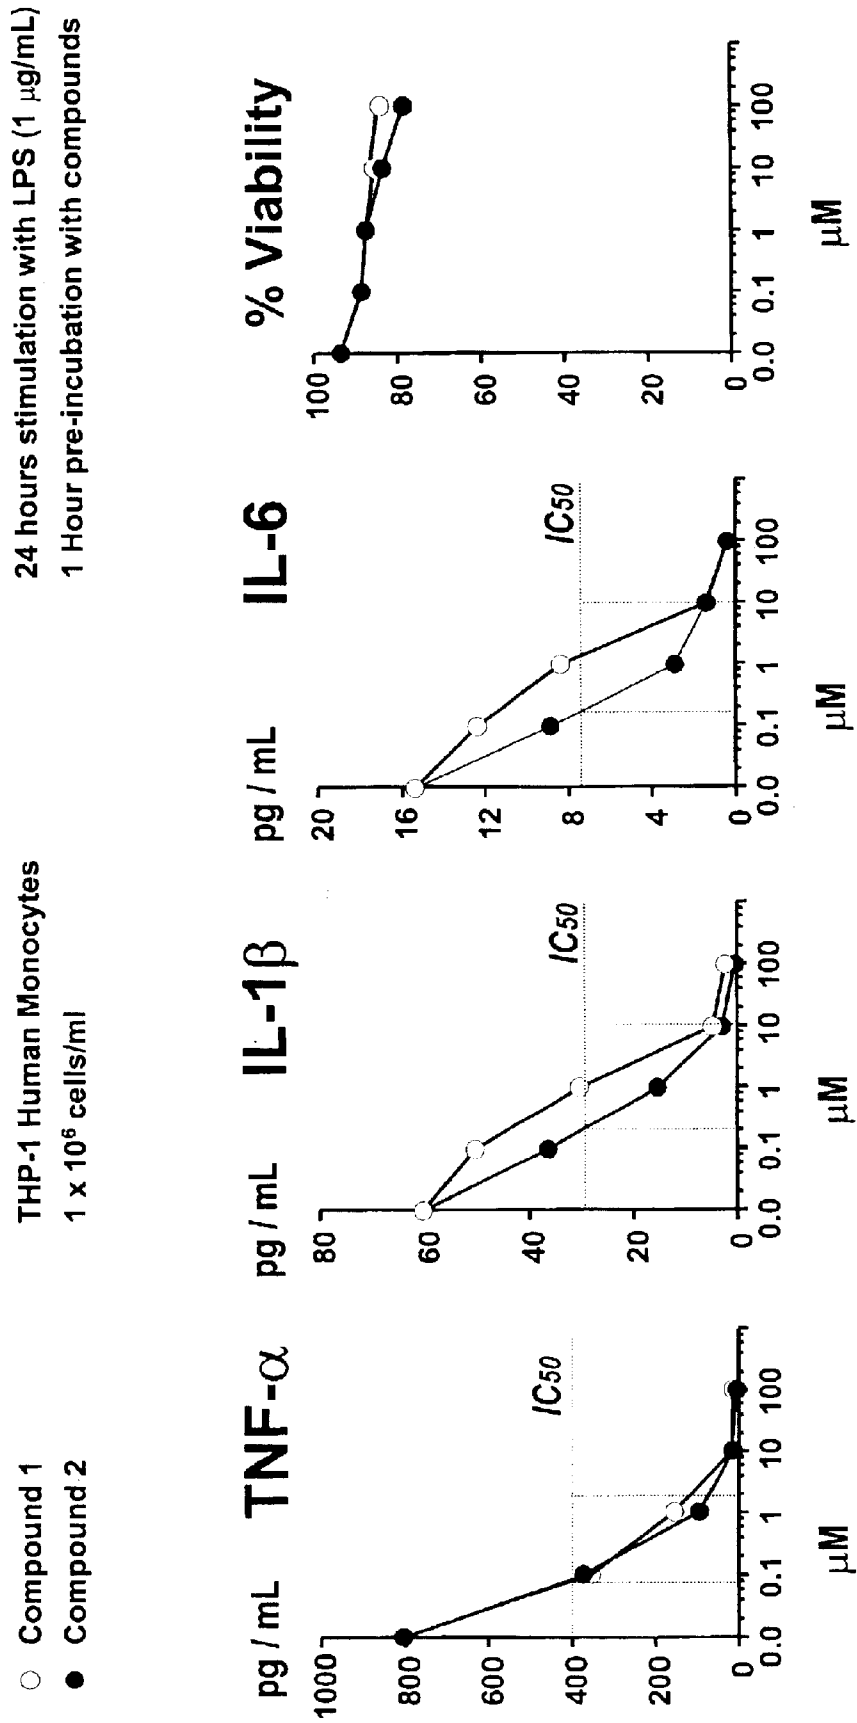 ○ Compound 1
● Compound 2
THP-1 Human Monocytes
1 x 10⁶ cells/ml
24 hours stimulation with LPS (1 µg/mL)
1 Hour pre-incubation with compounds
pg / mL
TNF-α
1000
800
600
400
200
0
IC50
0.0 0.1 1 10 100
µM
pg / mL
IL-1β
80
60
40
20
0
IC50
0.0 0.1 1 10 100
µM
pg / mL
IL-6
20
16
12
8
4
0
IC50
0.0 0.1 1 10 100
µM
% Viability
100
80
60
40
20
0
0.0 0.1 1 10 100
µM